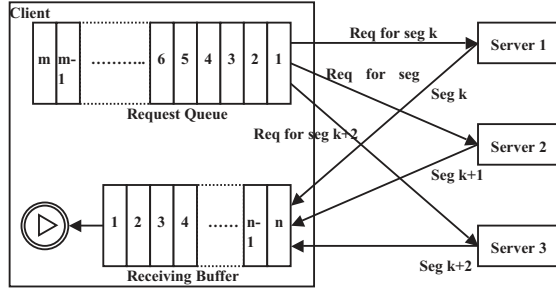 Client
m
m-
1
...........
6
5
4
3
2
1
Request Queue
Req for seg k
Server 1
Req for seg
Seg k
Req for seg k+2
Server 2
Seg k+1
1
2
3
4
......
n-
1
n
Receiving Buffer
Server 3
Seg k+2